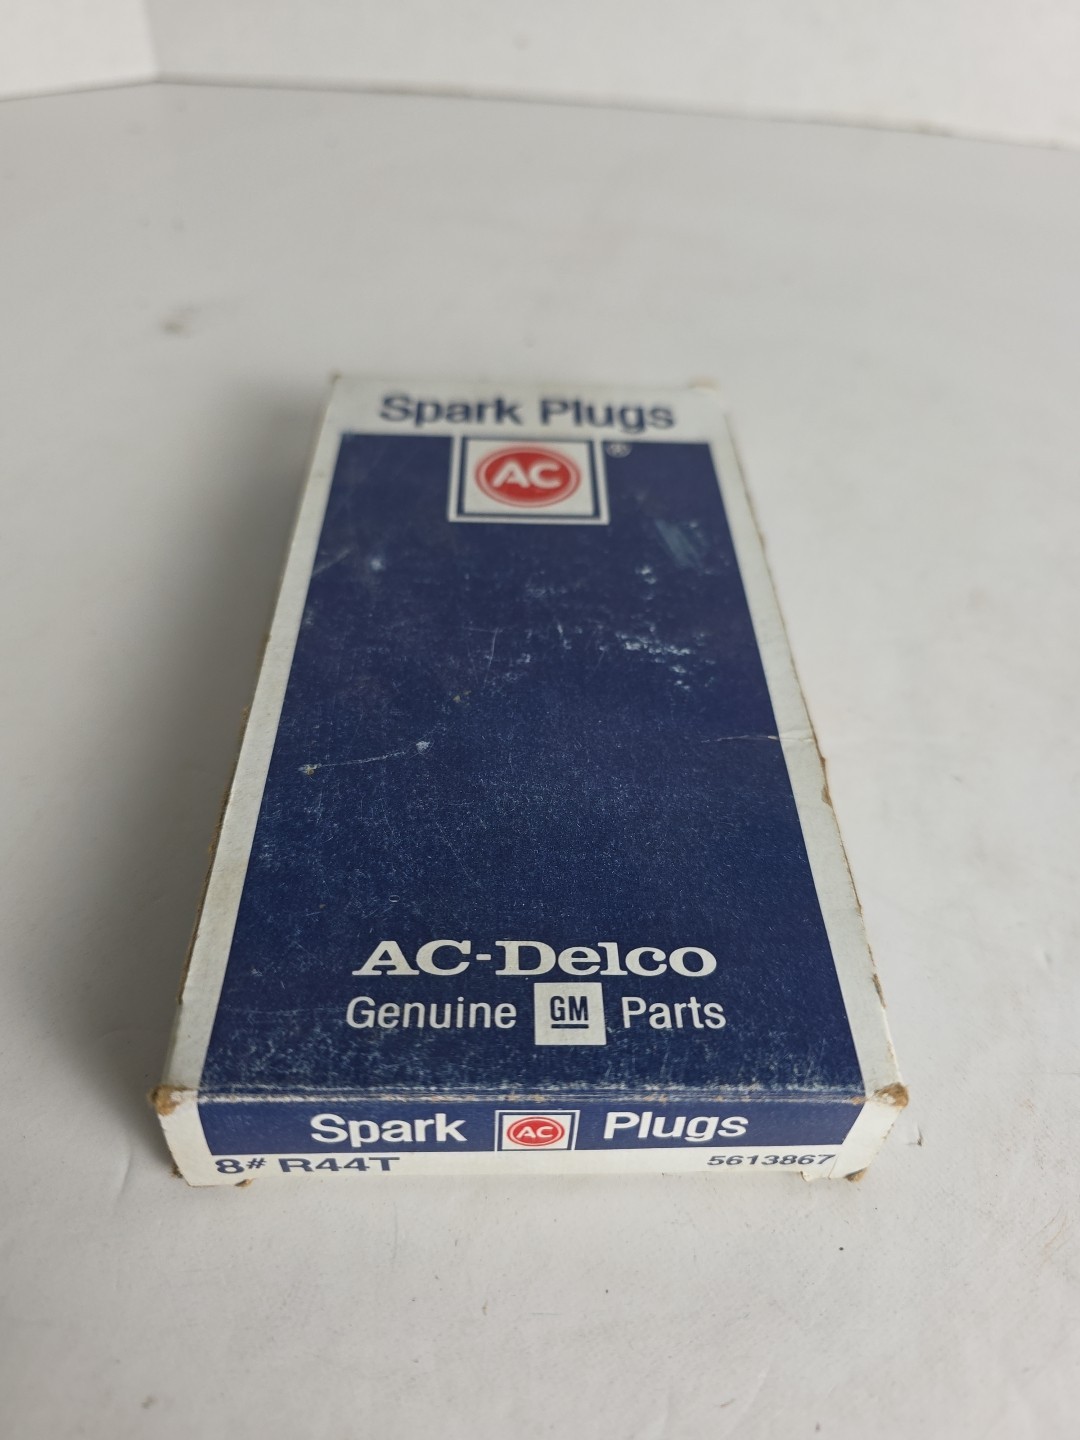 Spark Plugs
AC ®
AC-Delco
Genuine GM Parts
Spark AC Plugs
8# R44T 5613867